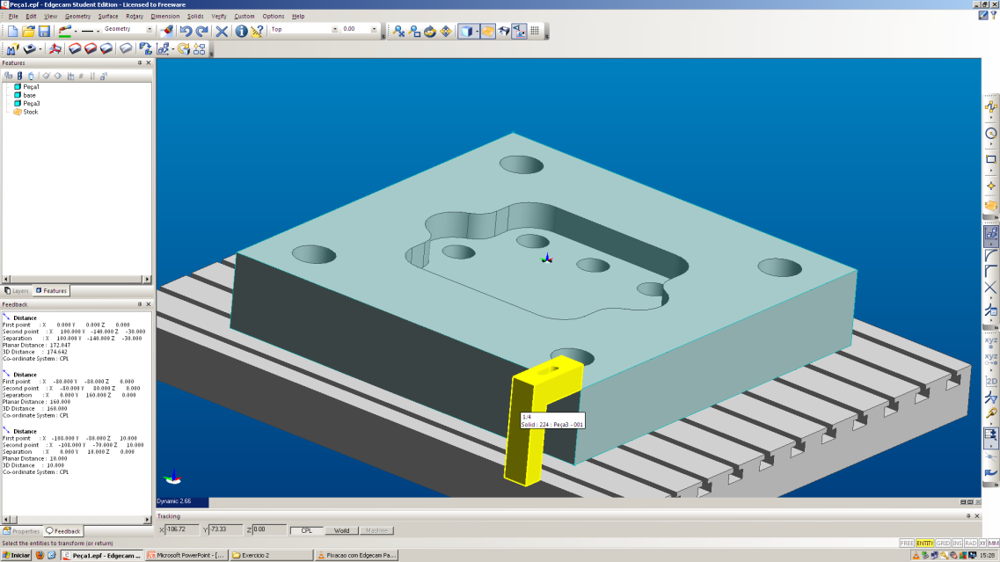 Peça1.epf - Edgecam Student Edition - Licensed to Freeware
File Edit View Geometry Surface Rotary Dimension Solids Verify Custom Options Help
Geometry Top 0.00
Features
Peça1
base
Peça3
Stock
Layers Features
Feedback
Distance
First point : X 0.000 Y 0.000 Z 0.000
Second point : X 100.000 Y -140.000 Z -30.000
Separation : X 100.000 Y -140.000 Z -30.000
Planar Distance : 172.047
3D Distance : 174.642
Co-ordinate System : CPL
Distance
First point : X -80.000 Y -80.000 Z 0.000
Second point : X -80.000 Y 80.000 Z 0.000
Separation : X 0.000 Y 160.000 Z 0.000
Planar Distance : 160.000
3D Distance : 160.000
Co-ordinate System : CPL
Distance
First point : X -108.000 Y -80.000 Z 10.000
Second point : X -108.000 Y -70.000 Z 10.000
Separation : X 0.000 Y 10.000 Z 0.000
Planar Distance : 10.000
3D Distance : 10.000
Co-ordinate System : CPL
1/4
Solid : 224 : Peça3 - 001
Dynamic 2.66
Tracking
X -106.72 Y -73.33 Z 0.00 CPL World Machine
Properties Feedback
Select the entities to transform (or return)
FREE ENTITY GRID INS RAD XY MM
Iniciar Peça1.epf - Edgecam ... Microsoft PowerPoint - [... Exercicio 2 Fixacao com Edgecam Pa... 15:28